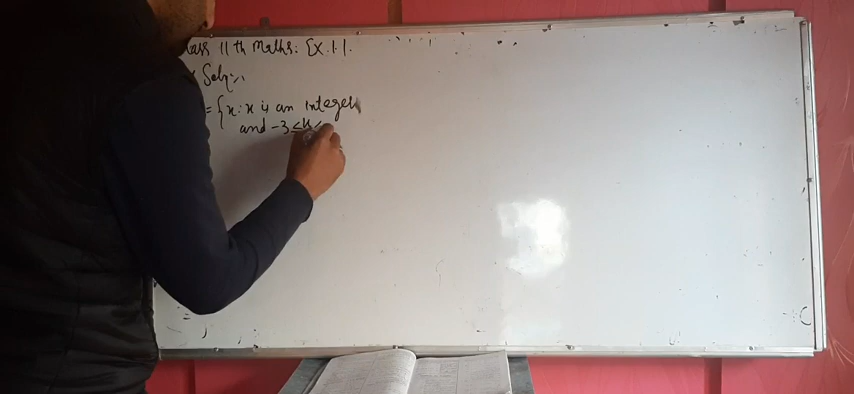 lass 11th Maths: Ex. 1.1.
Soln:-
= {x: x is an integer
and -3 ≤ x <